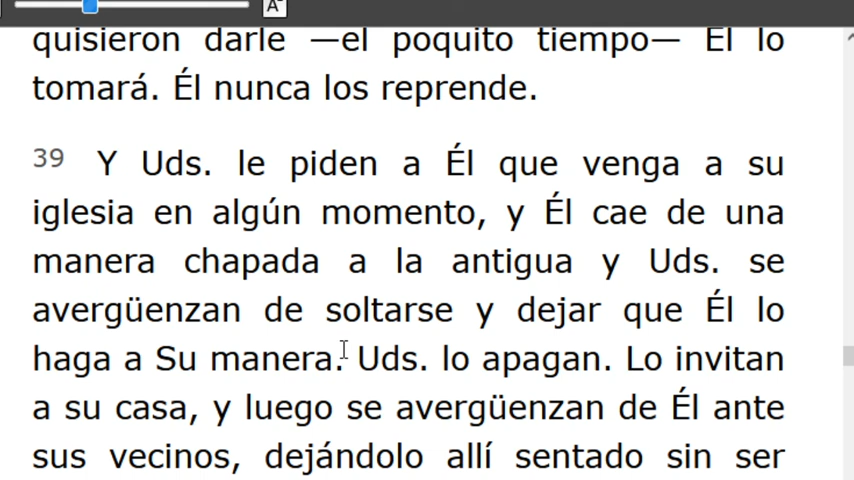 A
quisieron darle —el poquito tiempo— Él lo
tomará. Él nunca los reprende.
39 Y Uds. le piden a Él que venga a su
iglesia en algún momento, y Él cae de una
manera chapada a la antigua y Uds. se
avergüenzan de soltarse y dejar que Él lo
haga a Su manera. Uds. lo apagan. Lo invitan
a su casa, y luego se avergüenzan de Él ante
sus vecinos, dejándolo allí sentado sin ser